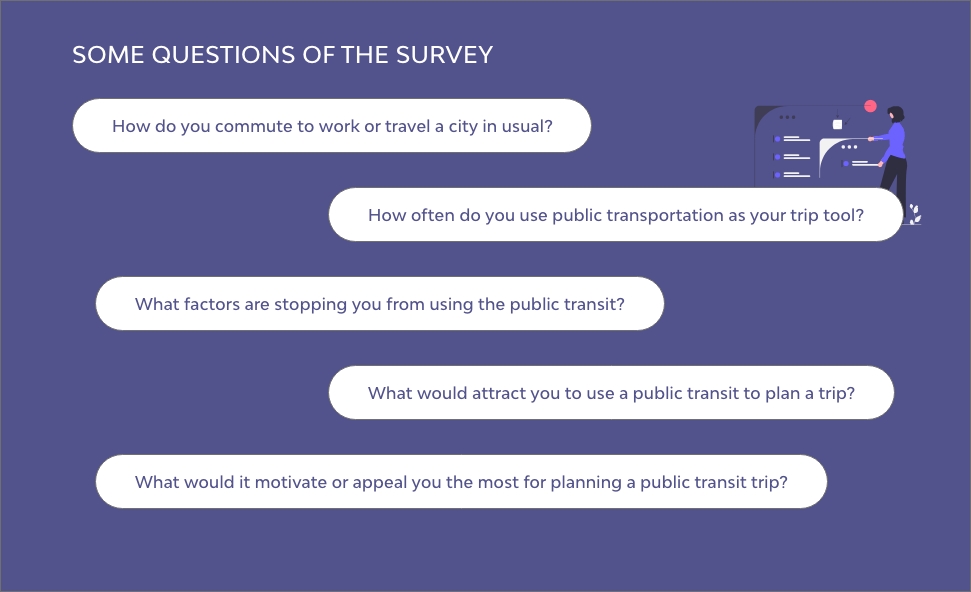 SOME QUESTIONS OF THE SURVEY
How do you commute to work or travel a city in usual?
How often do you use public transportation as your trip tool?
What factors are stopping you from using the public transit?
What would attract you to use a public transit to plan a trip?
What would it motivate or appeal you the most for planning a public transit trip?